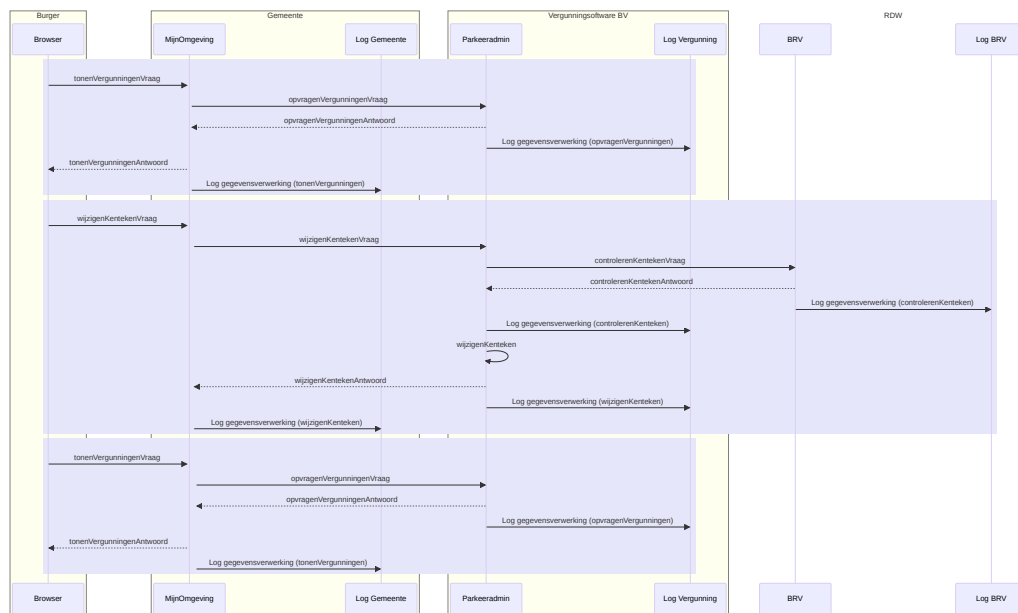 Burger
Gemeente
Vergunningsoftware BV
RDW
Browser
MijnOmgeving
Log Gemeente
Parkeeradmin
Log Vergunning
BRV
Log BRV
tonenVergunningenVraag
opvragenVergunningenVraag
opvragenVergunningenAntwoord
Log gegevensverwerking (opvragenVergunningen)
tonenVergunningenAntwoord
Log gegevensverwerking (tonenVergunningen)
wijzigenKentekenVraag
wijzigenKentekenVraag
controlerenKentekenVraag
controlerenKentekenAntwoord
Log gegevensverwerking (controlerenKenteken)
Log gegevensverwerking (controlerenKenteken)
wijzigenKenteken
wijzigenKentekenAntwoord
Log gegevensverwerking (wijzigenKenteken)
Log gegevensverwerking (wijzigenKenteken)
tonenVergunningenVraag
opvragenVergunningenVraag
opvragenVergunningenAntwoord
Log gegevensverwerking (opvragenVergunningen)
tonenVergunningenAntwoord
Log gegevensverwerking (tonenVergunningen)
Browser
MijnOmgeving
Log Gemeente
Parkeeradmin
Log Vergunning
BRV
Log BRV